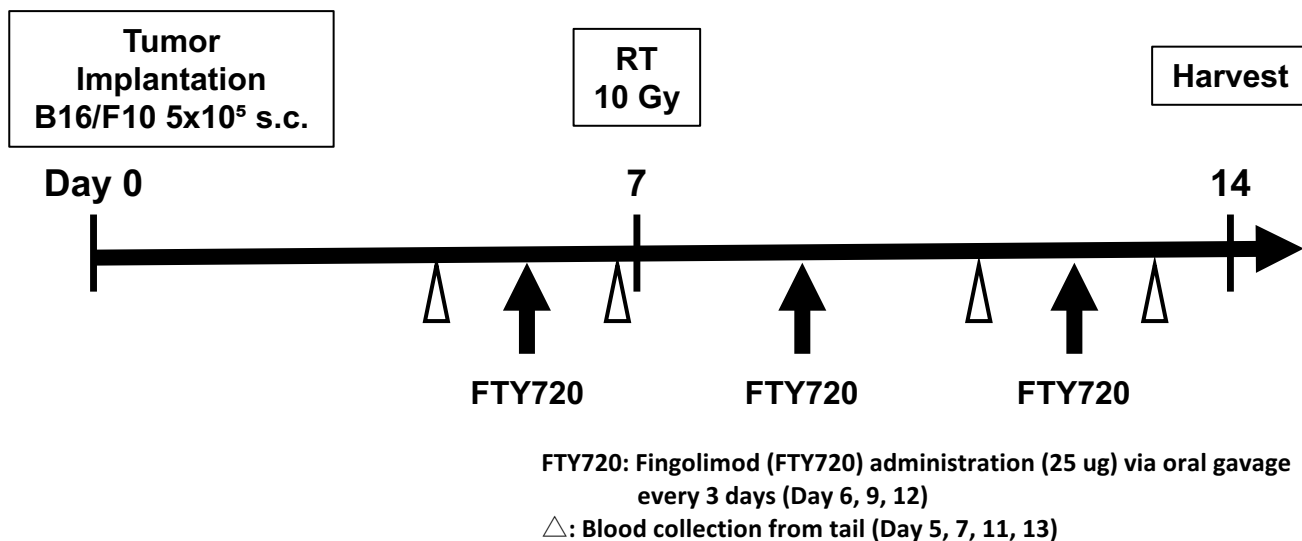 Tumor
Implantation
B16/F10 5x10⁵ s.c.
RT
10 Gy
Harvest
Day 0
7
14
FTY720
FTY720
FTY720
FTY720: Fingolimod (FTY720) administration (25 ug) via oral gavage
every 3 days (Day 6, 9, 12)
△: Blood collection from tail (Day 5, 7, 11, 13)